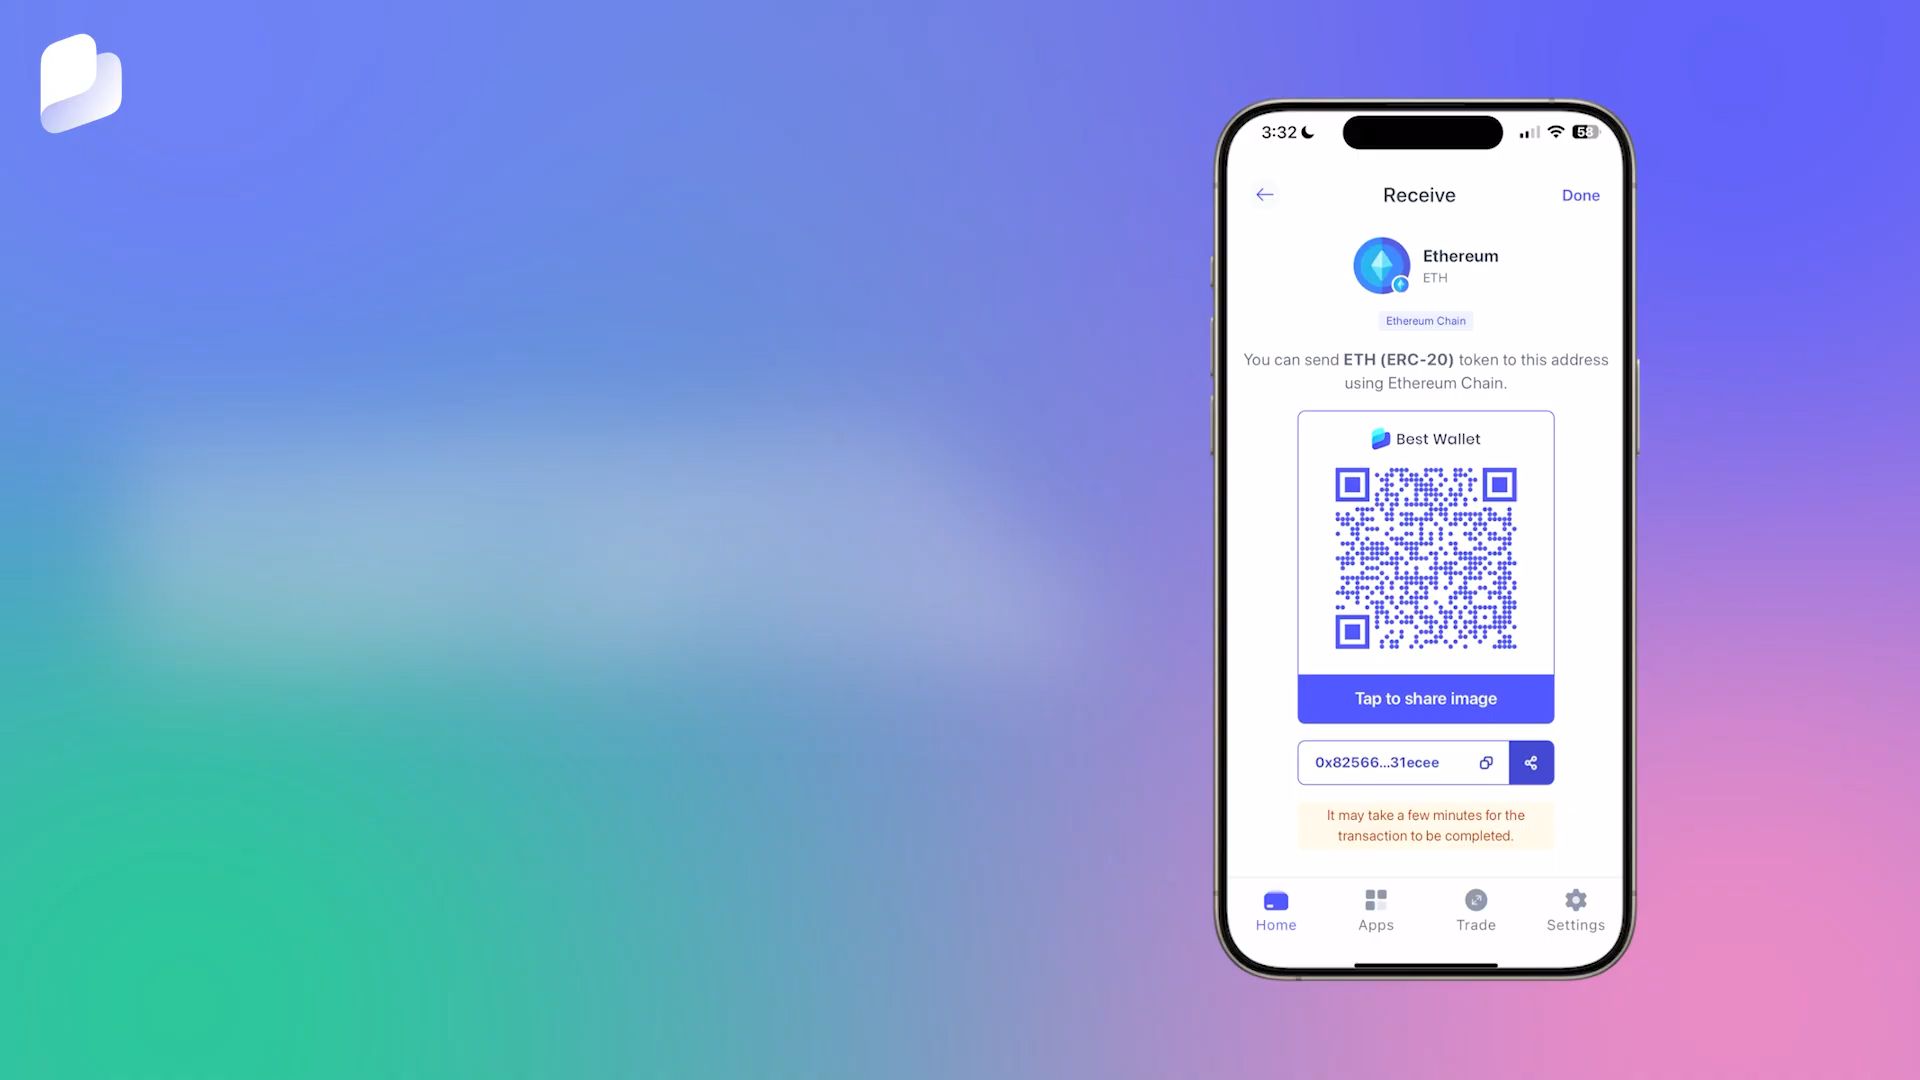 3:32
58
Receive
Done
Ethereum
ETH
Ethereum Chain
You can send ETH (ERC-20) token to this address
using Ethereum Chain.
Best Wallet
Tap to share image
0x82566...31ecee
It may take a few minutes for the
transaction to be completed.
Home
Apps
Trade
Settings